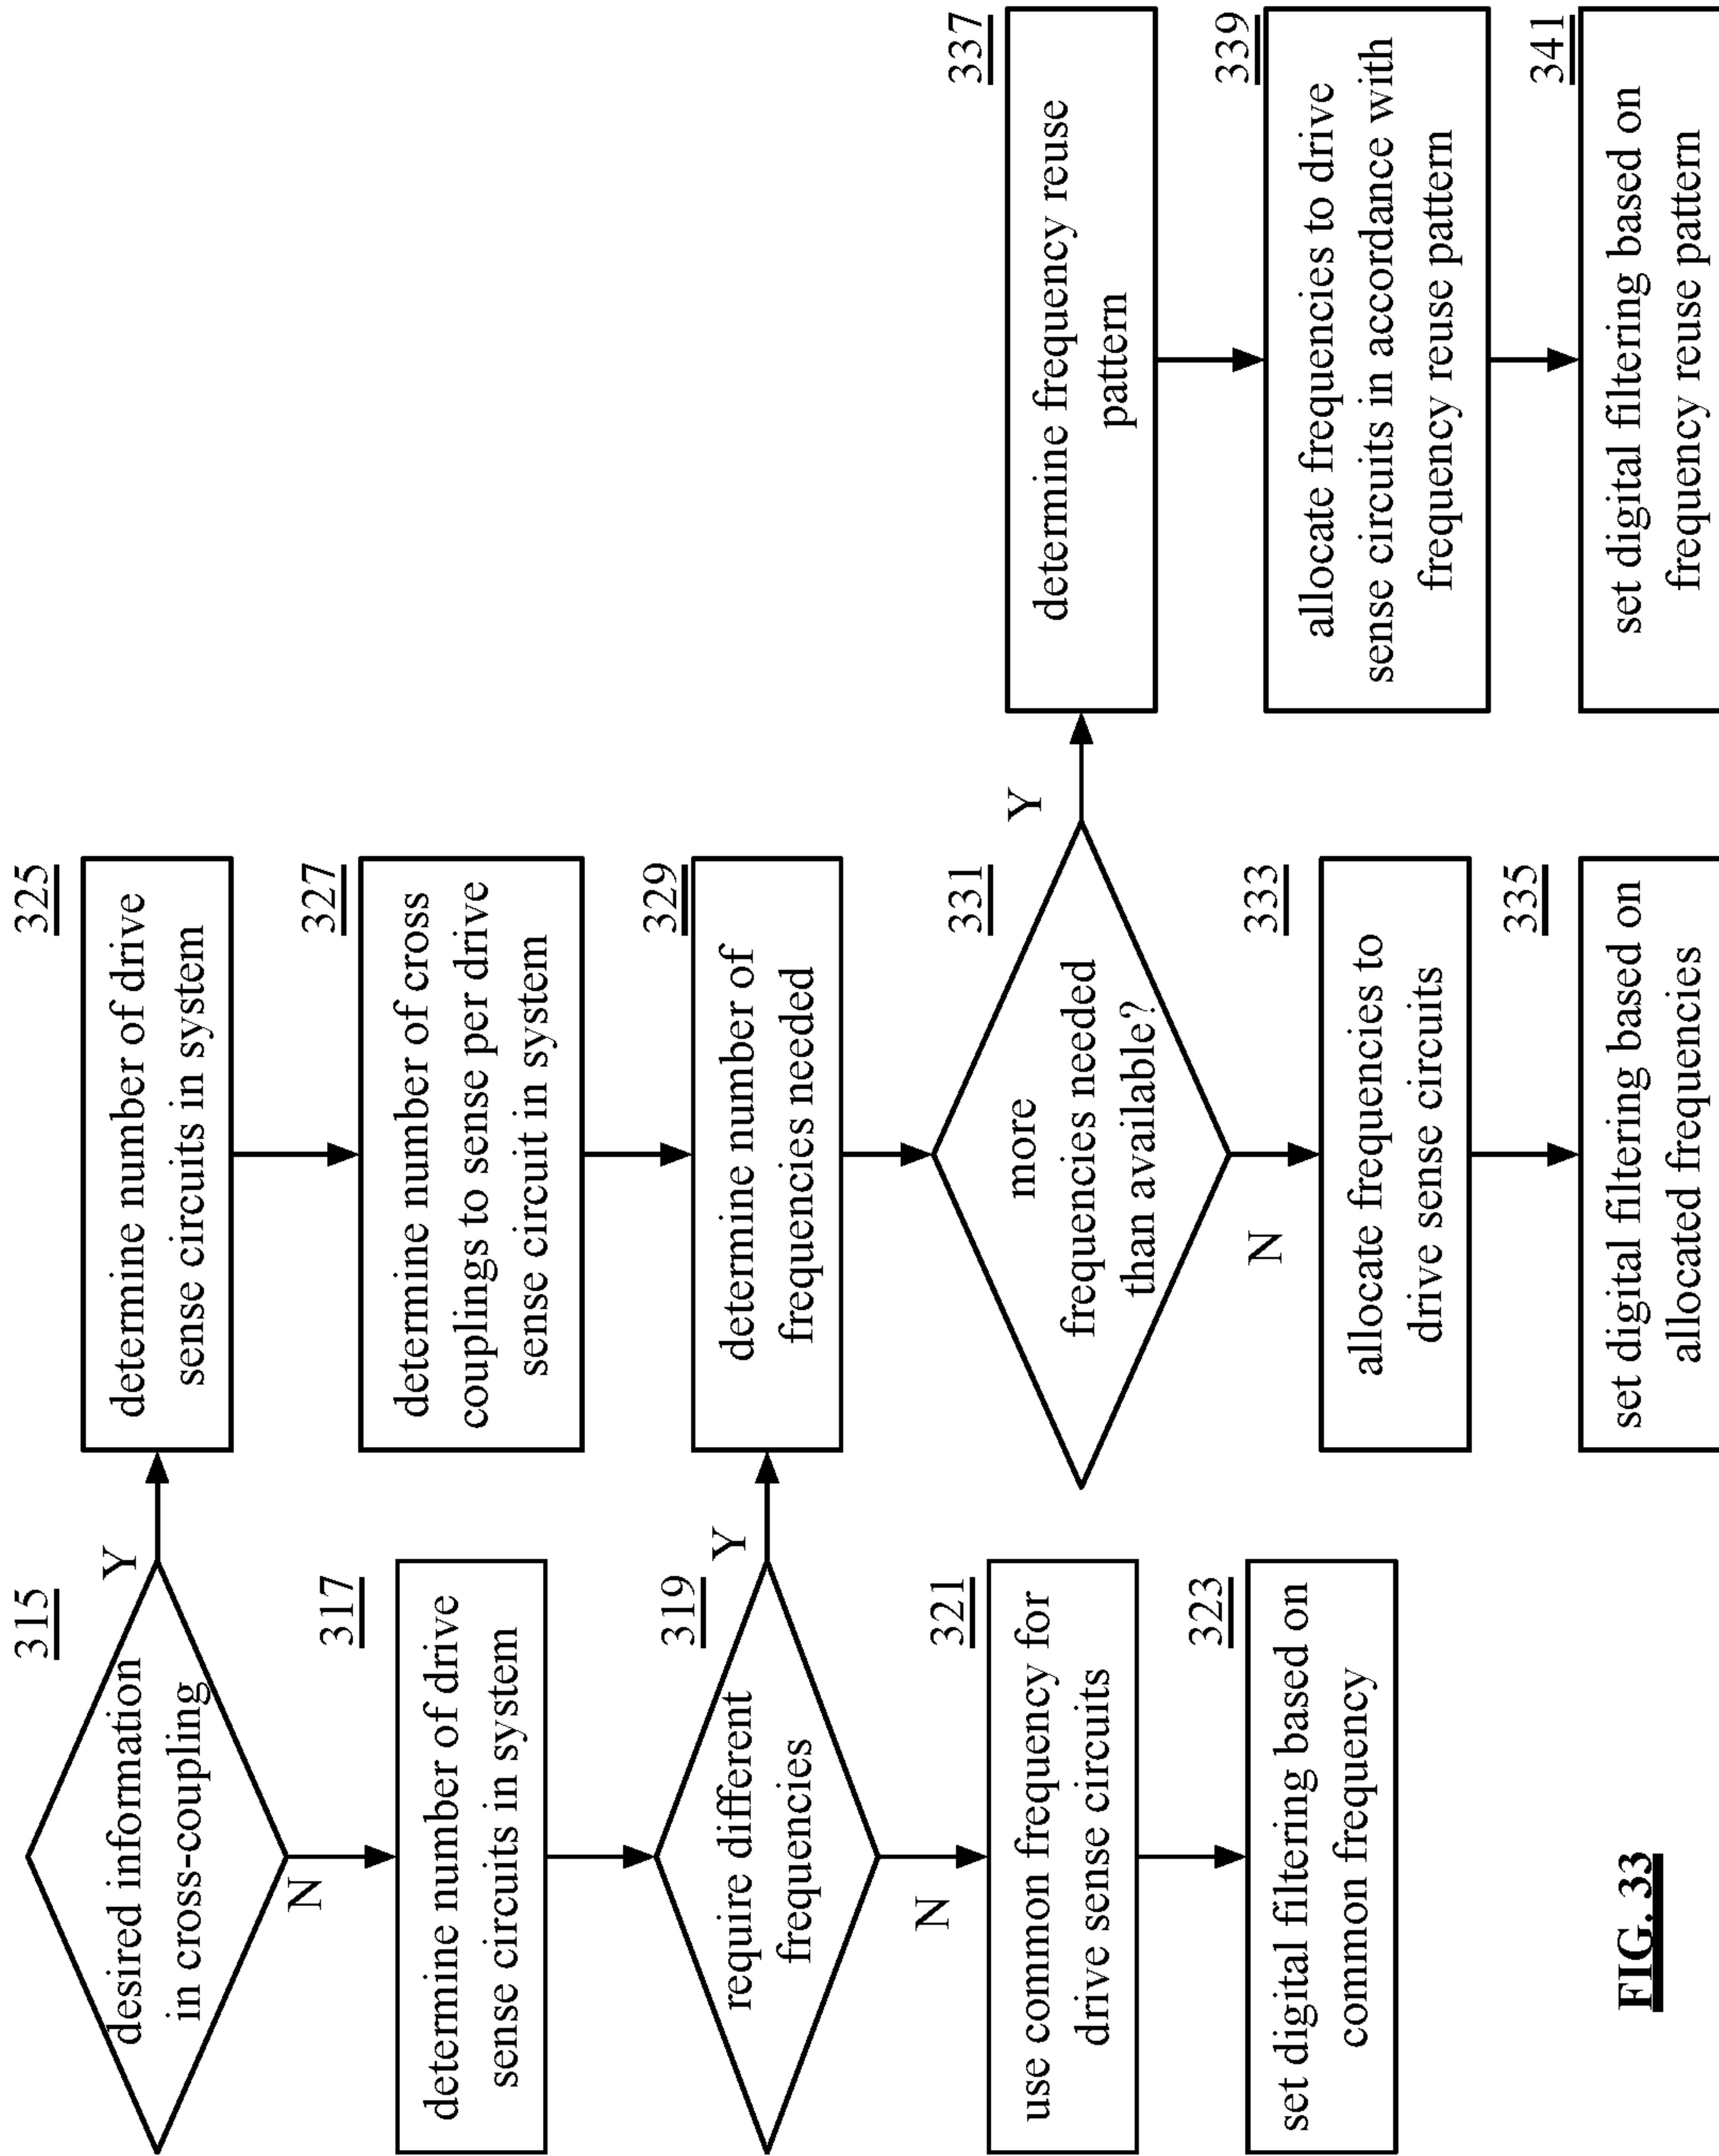 315
desired information
in cross-coupling
Y
N
317
determine number of drive
sense circuits in system
319
require different
frequencies
Y
N
321
use common frequency for
drive sense circuits
323
set digital filtering based on
common frequency
325
determine number of drive
sense circuits in system
327
determine number of cross
couplings to sense per drive
sense circuit in system
329
determine number of
frequencies needed
331
more
frequencies needed
than available?
Y
N
333
allocate frequencies to
drive sense circuits
335
set digital filtering based on
allocated frequencies
337
determine frequency reuse
pattern
339
allocate frequencies to drive
sense circuits in accordance with
frequency reuse pattern
341
set digital filtering based on
frequency reuse pattern
FIG. 33